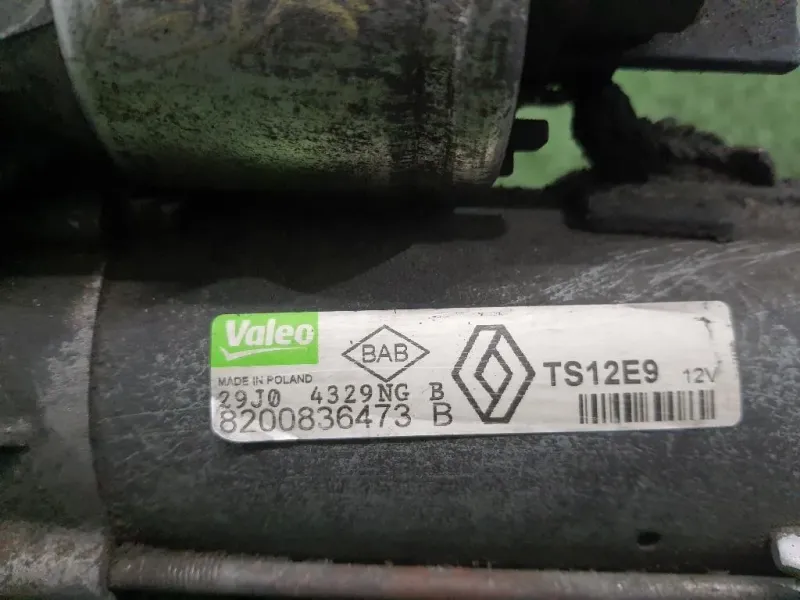 Valeo
BAB
TS12E9 12V
MADE IN POLAND
29J0 4329NG B
8200836473 B